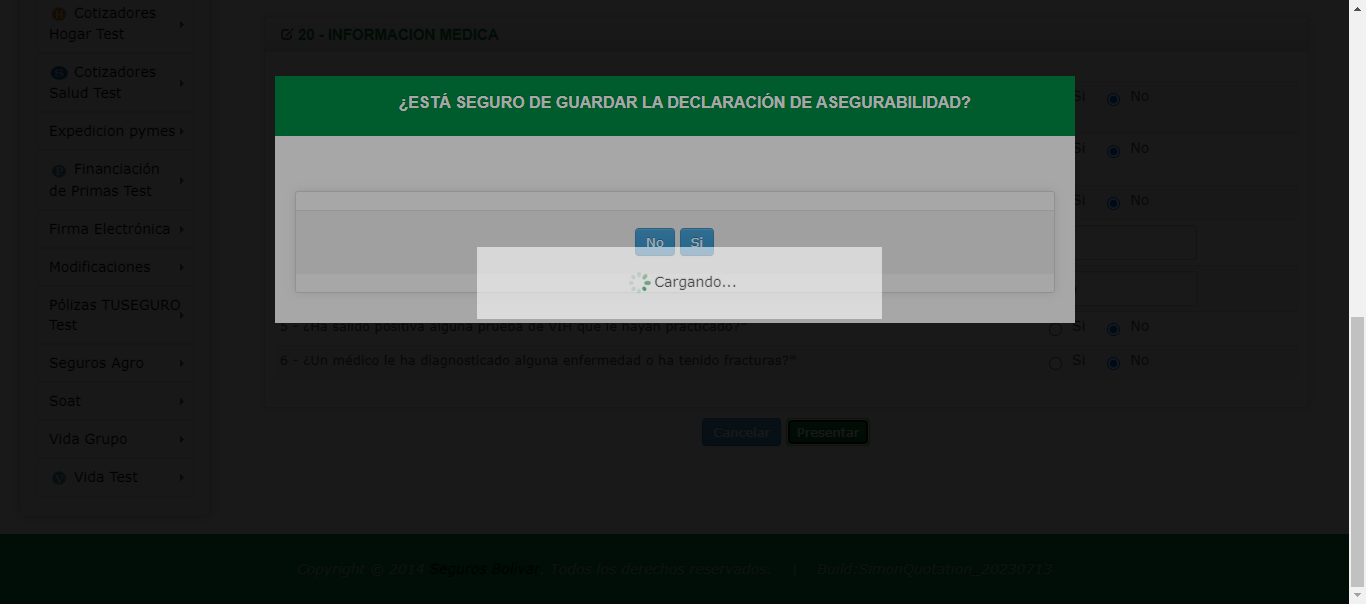 Cotizadores
Hogar Test
Cotizadores
Salud Test
Expedicion pymes
Financiación
de Primas Test
Firma Electrónica
Modificaciones
Pólizas TUSEGURO
Test
Seguros Agro
Soat
Vida Grupo
V Vida Test
20 - INFORMACION MEDICA
¿ESTÁ SEGURO DE GUARDAR LA DECLARACIÓN DE ASEGURABILIDAD?
Si No
Si No
Si No
No Si
Cargando...
5 - ¿Ha salido positiva alguna prueba de VIH que le hayan practicado?* Si No
6 - ¿Un médico le ha diagnosticado alguna enfermedad o ha tenido fracturas?* Si No
Cancelar Presentar
Copyright © 2014 Seguros Bolívar. Todos los derechos reservados. | Build:SimonQuotation_20230713